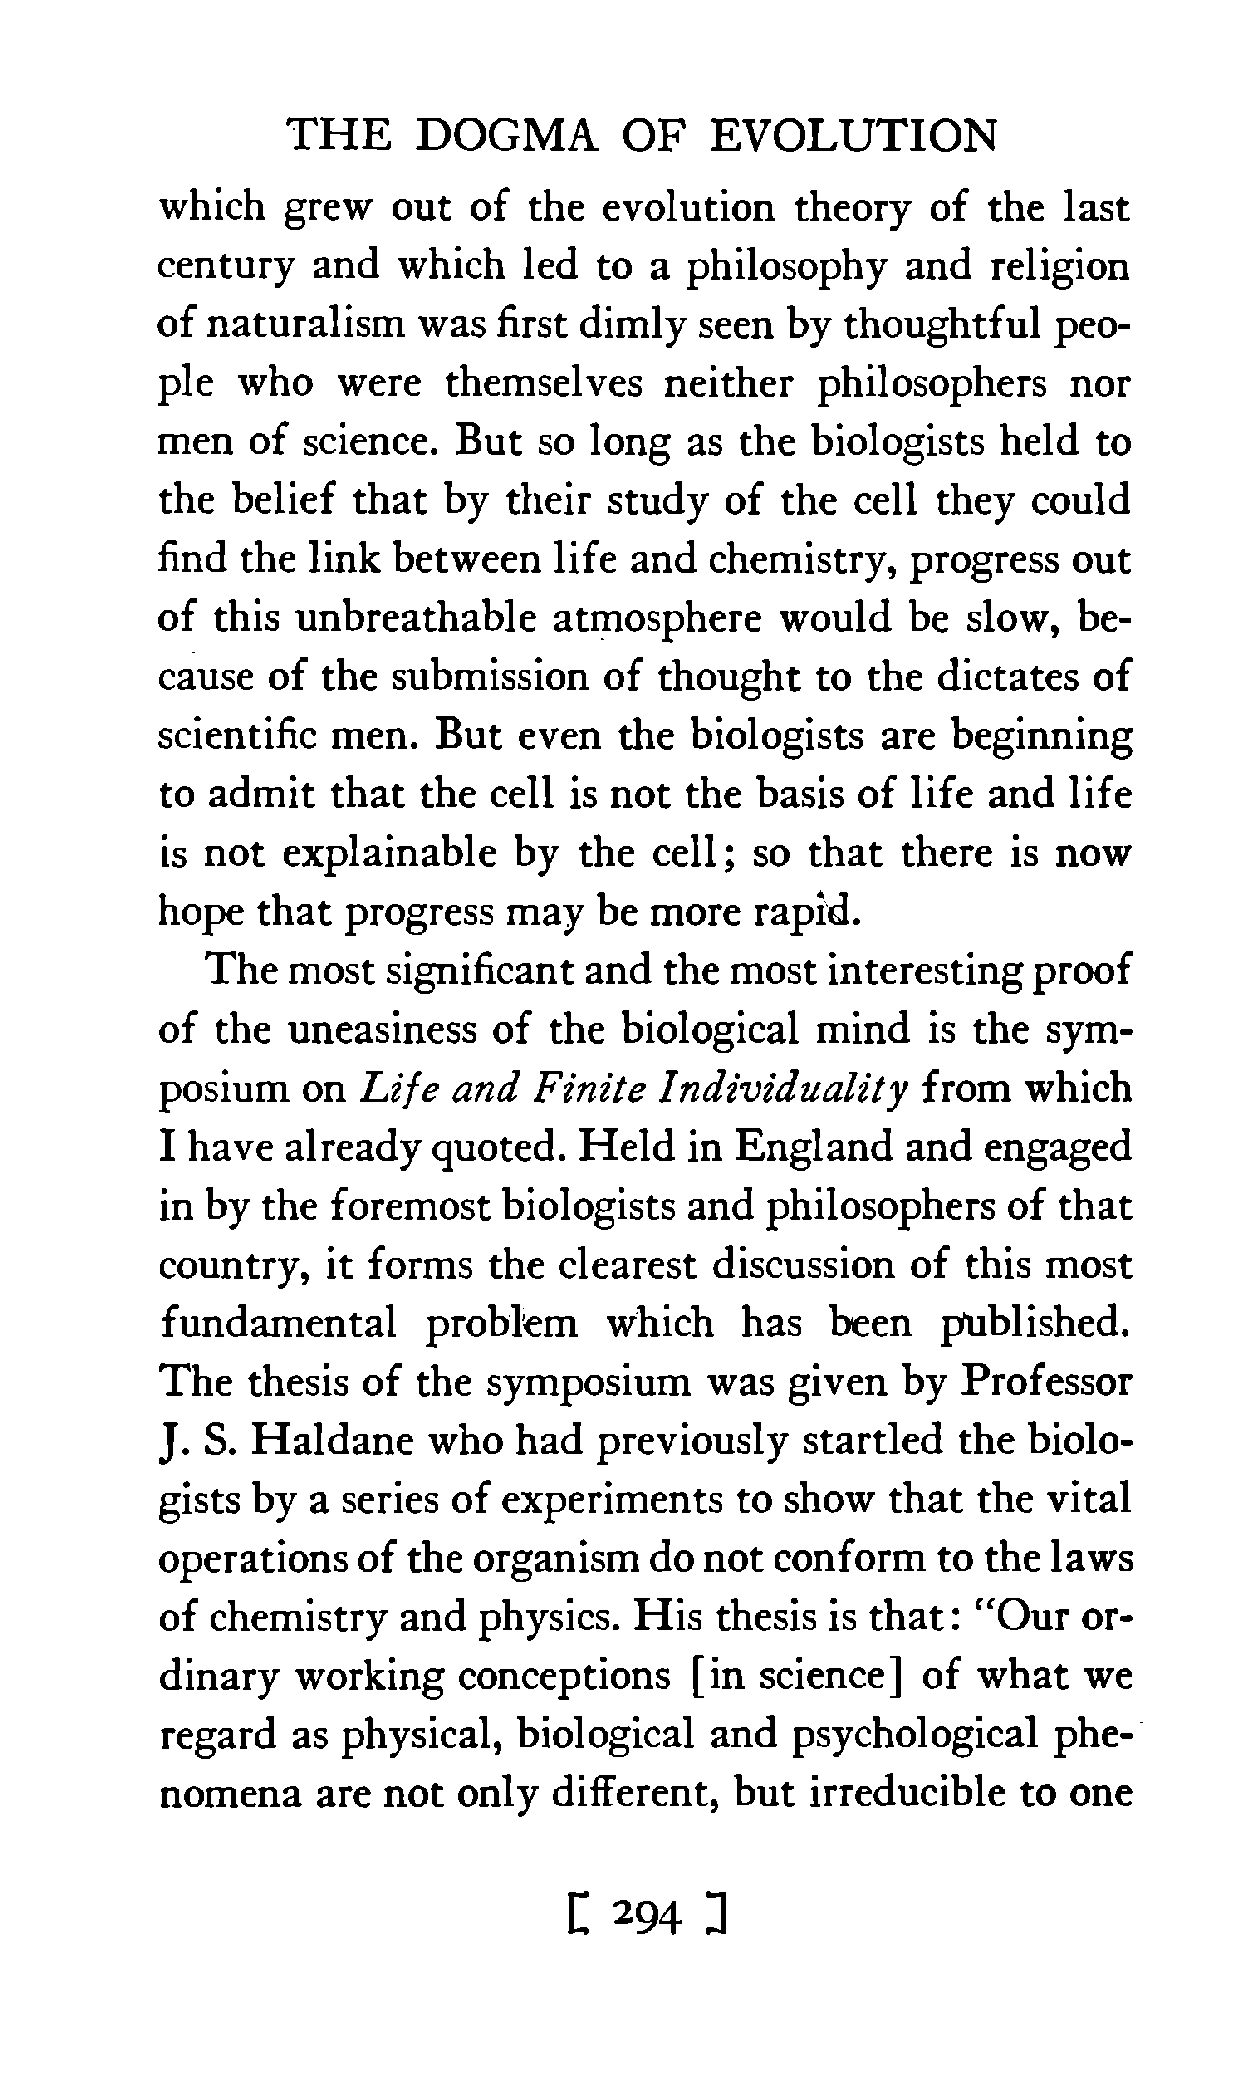 THE DOGMA OF EVOLUTION
which grew out of the evolution theory of the last
century and which led to a philosophy and religion
of naturalism was first dimly seen by thoughtful peo-
ple who were themselves neither philosophers nor
men of science. But so long as the biologists held to
the belief that by their study of the cell they could
find the link between life and chemistry, progress out
of this unbreathable atmosphere would be slow, be-
cause of the submission of thought to the dictates of
scientific men. But even the biologists are beginning
to admit that the cell is not the basis of life and life
is not explainable by the cell; so that there is now
hope that progress may be more rapid.
The most significant and the most interesting proof
of the uneasiness of the biological mind is the sym-
posium on Life and Finite Individuality from which
I have already quoted. Held in England and engaged
in by the foremost biologists and philosophers of that
country, it forms the clearest discussion of this most
fundamental problem which has been published.
The thesis of the symposium was given by Professor
J. S. Haldane who had previously startled the biolo-
gists by a series of experiments to show that the vital
operations of the organism do not conform to the laws
of chemistry and physics. His thesis is that: "Our or-
dinary working conceptions [in science] of what we
regard as physical, biological and psychological phe-
nomena are not only different, but irreducible to one
[ 294 ]